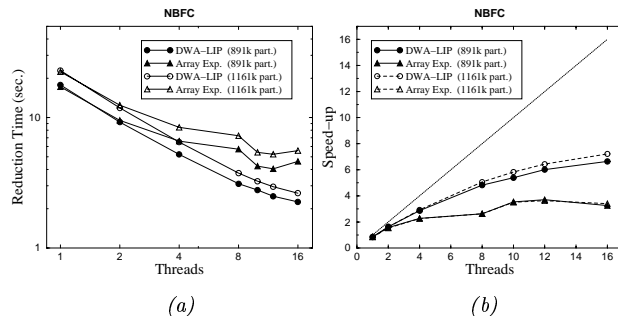 NBFC
DWA−LIP (891k part.)
Array Exp. (891k part.)
DWA−LIP (1161k part.)
Array Exp. (1161k part.)
10
1
Reduction Time (sec.)
1 2 4 8 16
Threads
(a)
NBFC
DWA−LIP (891k part.)
Array Exp. (891k part.)
DWA−LIP (1161k part.)
Array Exp. (1161k part.)
16
14
12
10
8
6
4
2
0
Speed−up
0 2 4 6 8 10 12 14 16
Threads
(b)